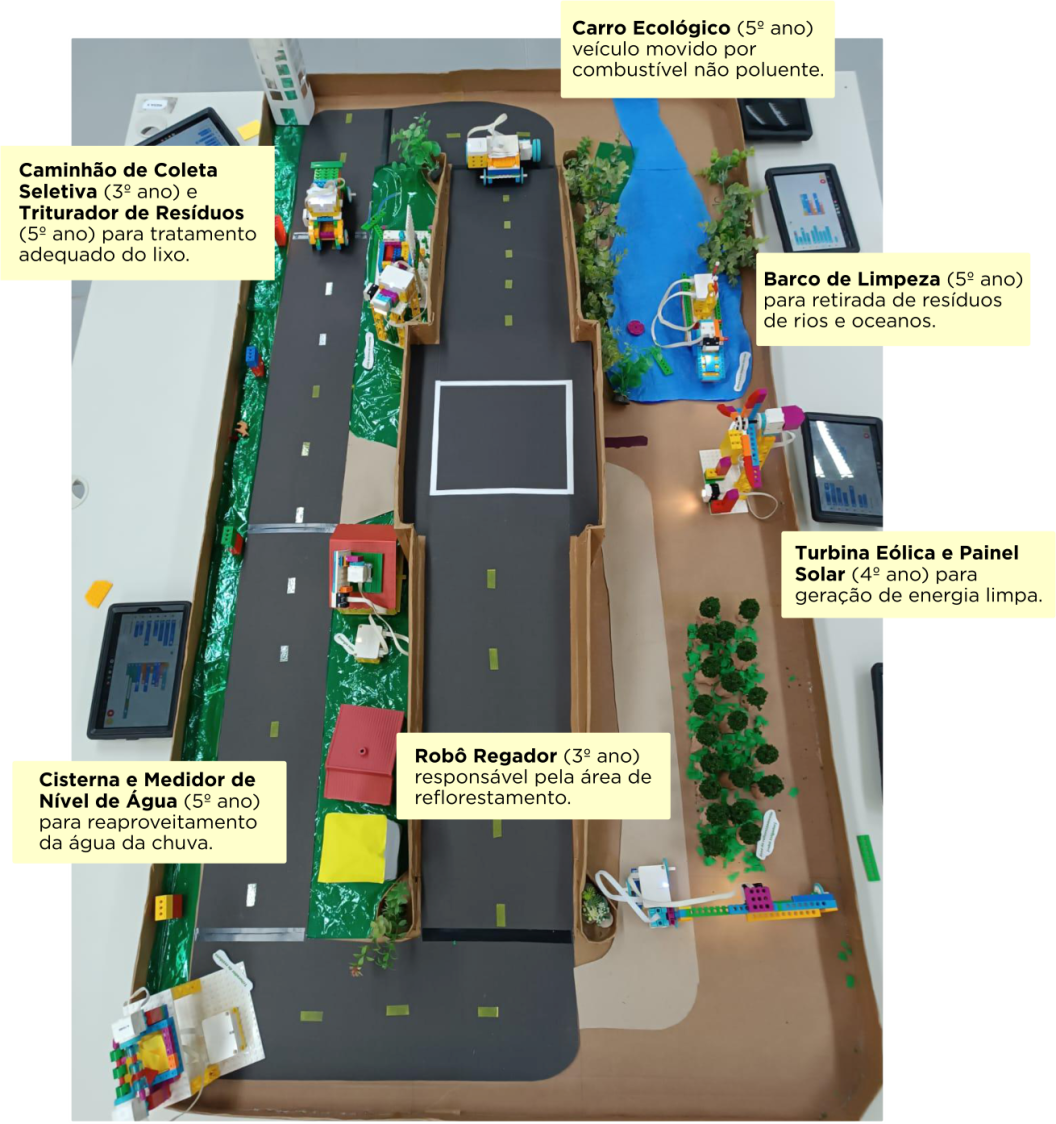 Carro Ecológico (5º ano)
veículo movido por
combustível não poluente.
Caminhão de Coleta
Seletiva (3º ano) e
Triturador de Resíduos
(5º ano) para tratamento
adequado do lixo.
Barco de Limpeza (5º ano)
para retirada de resíduos
de rios e oceanos.
Turbina Eólica e Painel
Solar (4º ano) para
geração de energia limpa.
Robô Regador (3º ano)
responsável pela área de
reflorestamento.
Cisterna e Medidor de
Nível de Água (5º ano)
para reaproveitamento
da água da chuva.